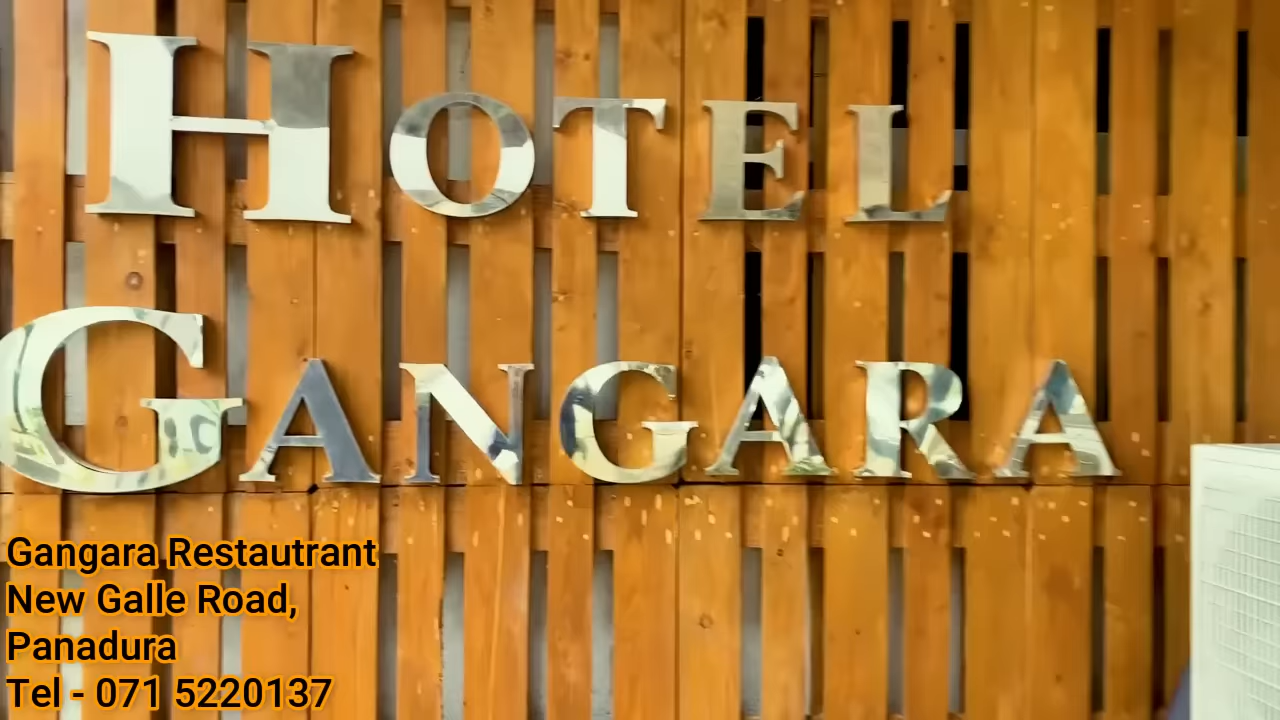 HOTEL
GANGARA
Gangara Restautrant
New Galle Road,
Panadura
Tel - 071 5220137